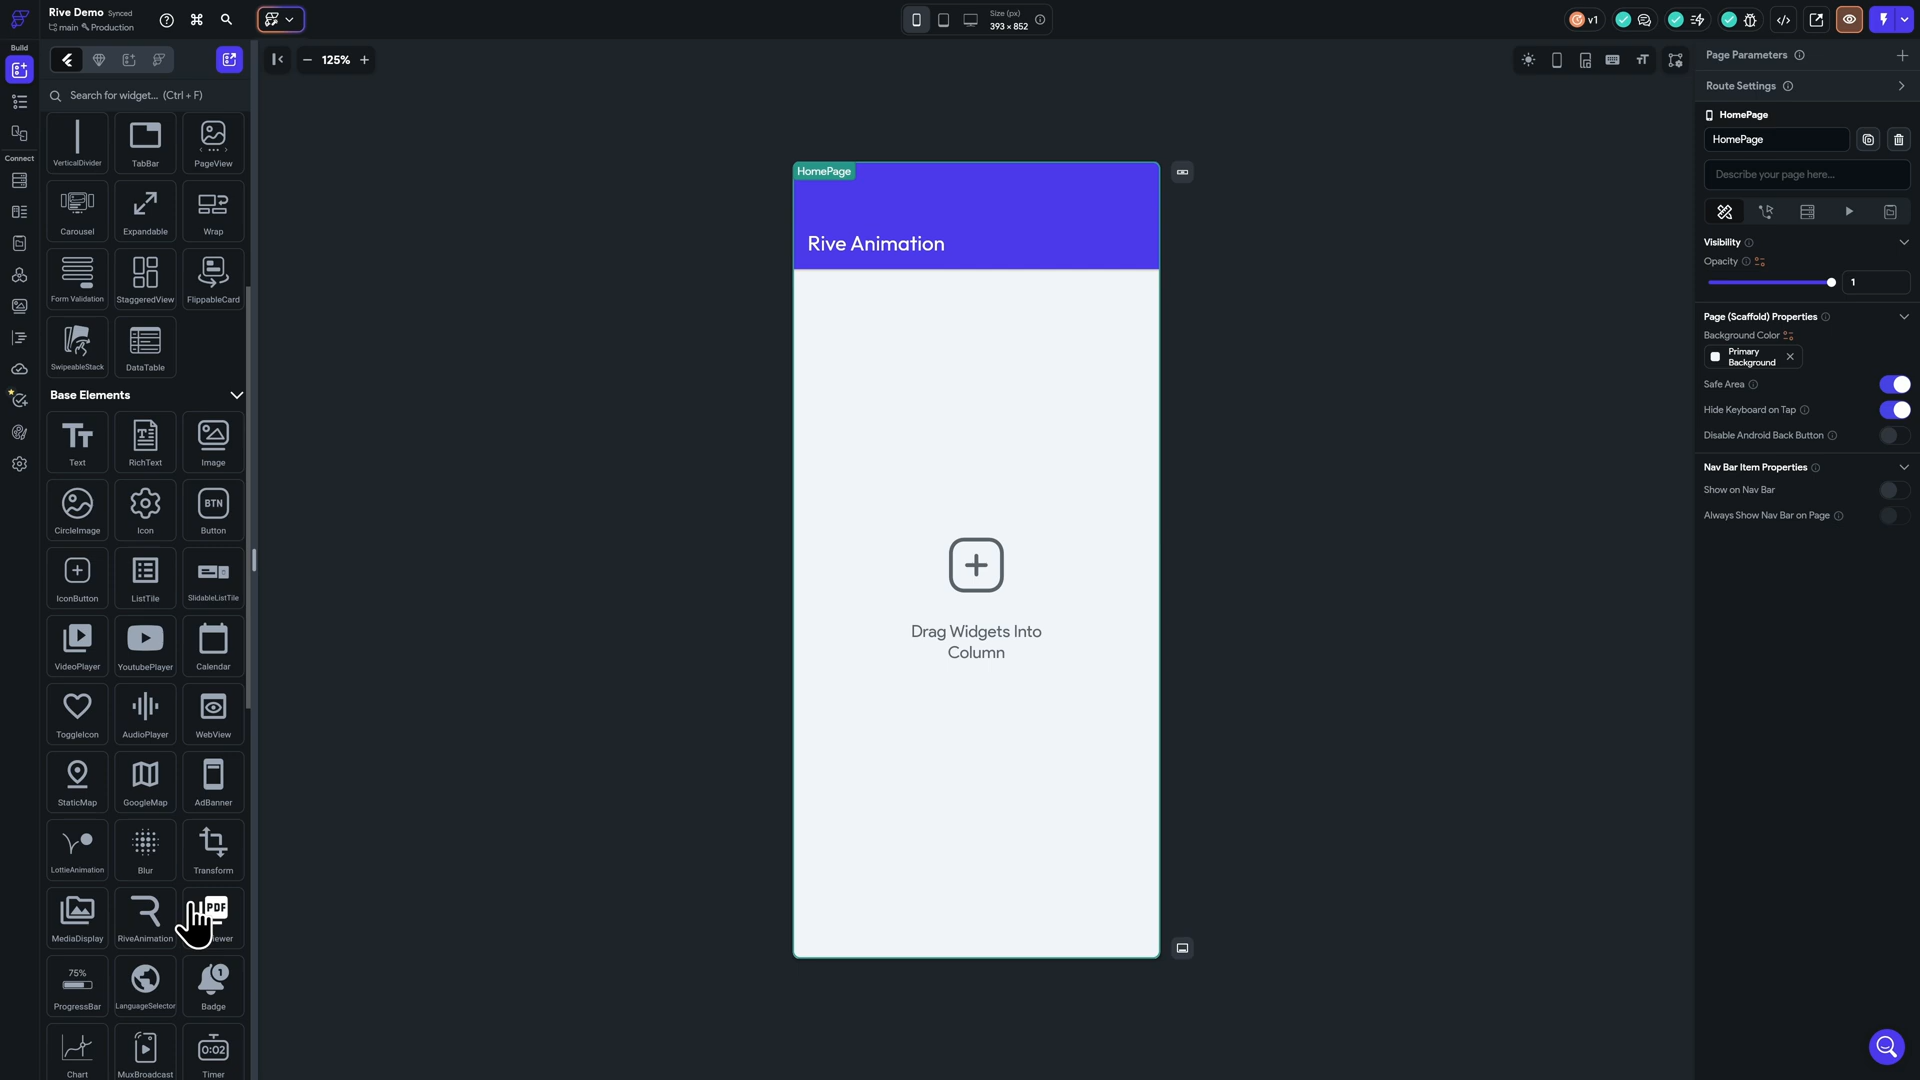 Rive Demo Synced
main Production
Size (px)
393 × 852
v1
Build
Connect
Search for widget... (Ctrl + F)
125%
VerticalDivider
TabBar
PageView
Carousel
Expandable
Wrap
Form Validation
StaggeredView
FlippableCard
SwipeableStack
DataTable
Base Elements
Text
RichText
Image
CircleImage
Icon
BTN
Button
IconButton
ListTile
SlidableListTile
VideoPlayer
YoutubePlayer
Calendar
ToggleIcon
AudioPlayer
WebView
StaticMap
GoogleMap
AdBanner
LottieAnimation
Blur
Transform
MediaDisplay
RiveAnimation
PDF
75%
ProgressBar
LanguageSelector
1
Badge
Chart
MuxBroadcast
0:02
Timer
HomePage
Rive Animation
Drag Widgets Into
Column
Page Parameters
Route Settings
HomePage
HomePage
Describe your page here...
Visibility
Opacity
1
Page (Scaffold) Properties
Background Color
Primary
Background
Safe Area
Hide Keyboard on Tap
Disable Android Back Button
Nav Bar Item Properties
Show on Nav Bar
Always Show Nav Bar on Page